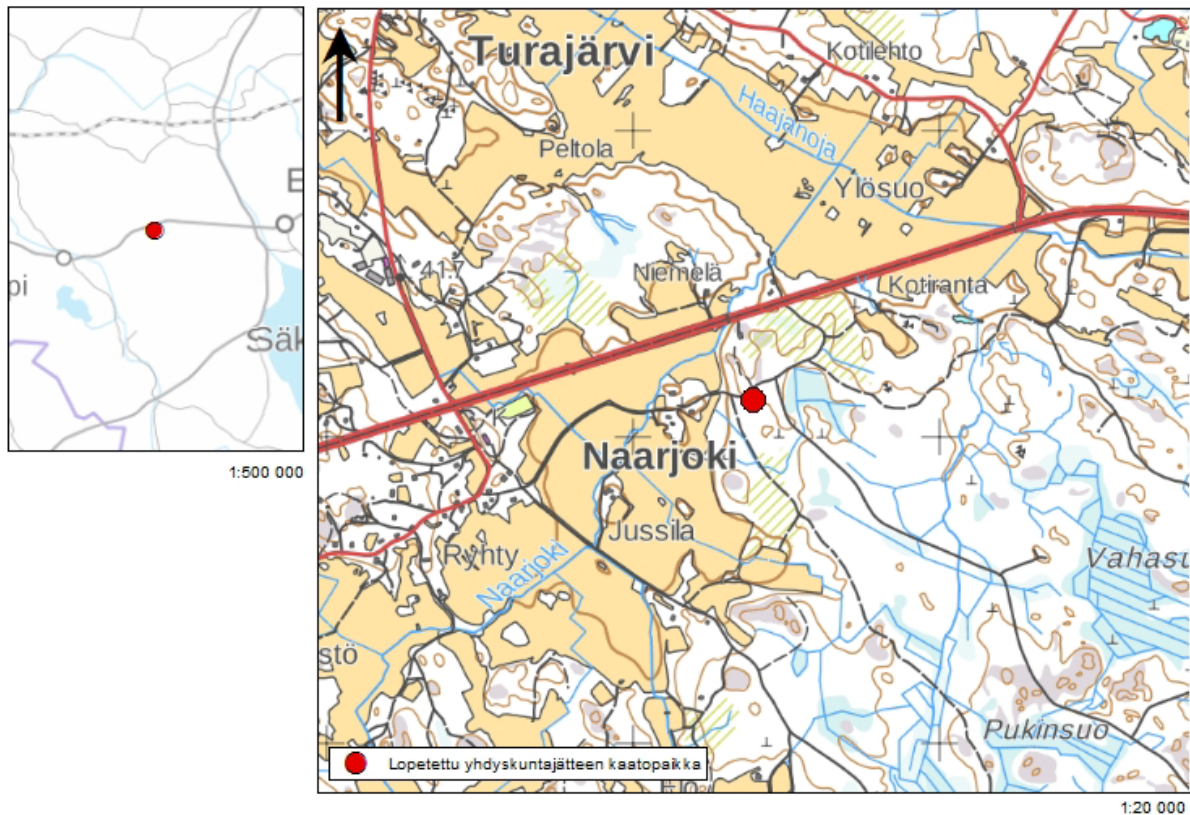 E
pi
Säk
1:500 000
Turajärvi
Kotilehto
Haajanoja
Peltola
Ylösuo
41.7
Niemelä
Kotiranta
K
Naarjoki
Jussila
Ryhty
Naarjoki
Vahasu
stö
Pukinsuo
Lopetettu yhdyskuntajätteen kaatopaikka
1:20 000